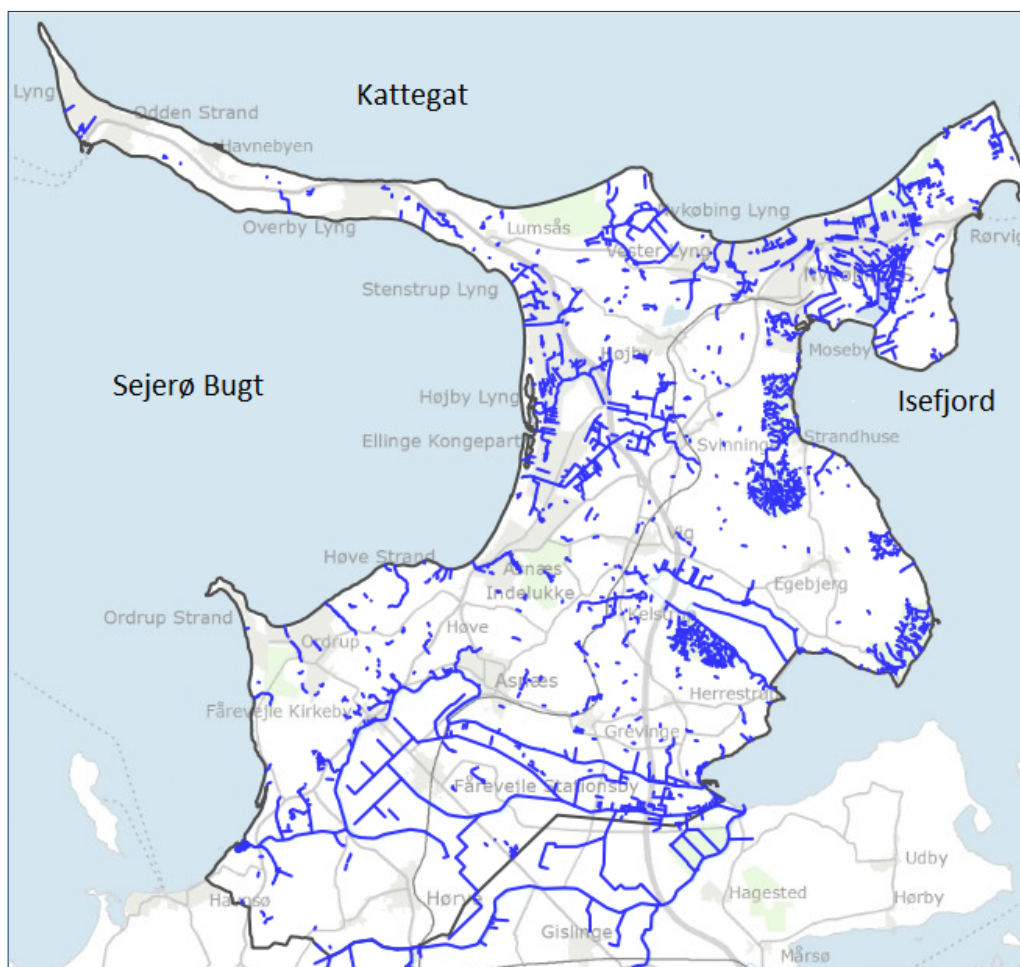 Kattegat
Lyng
Odden Strand
Havnebyen
Overby Lyng
Lumsås
Nykøbing Lyng
Vester Lyng
Rørvig
Stenstrup Lyng
Højby
Moseby
Sejerø Bugt
Isefjord
Højby Lyng
Ellinge Kongepart
Svinninge
Strandhuse
Vig
Høve Strand
Asnæs
Indelukke
Egebjerg
Ordrup Strand
Høve
Ordrup
Asnæs
Herrestrup
Fårevejle Kirkeby
Grevinge
Fårevejle Stationsby
Udby
Hagested
Hørby
Hørve
Gislinge
Mårsø